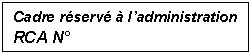 Cadre réservé à l'administration
RCA N°